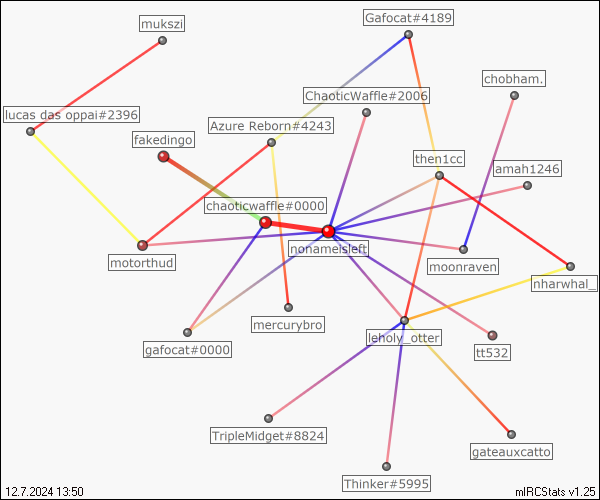 Gafocat#4189
mukszi
chobham.
ChaoticWaffle#2006
lucas das oppai#2396
Azure Reborn#4243
fakedingo
then1cc
amah1246
chaoticwaffle#0000
nonameisleft
motorthud
moonraven
nharwhal_
mercurybro
leholy_otter
gafocat#0000
tt532
TripleMidget#8824
gateauxcatto
Thinker#5995
12.7.2024 13:50
mIRCStats v1.25